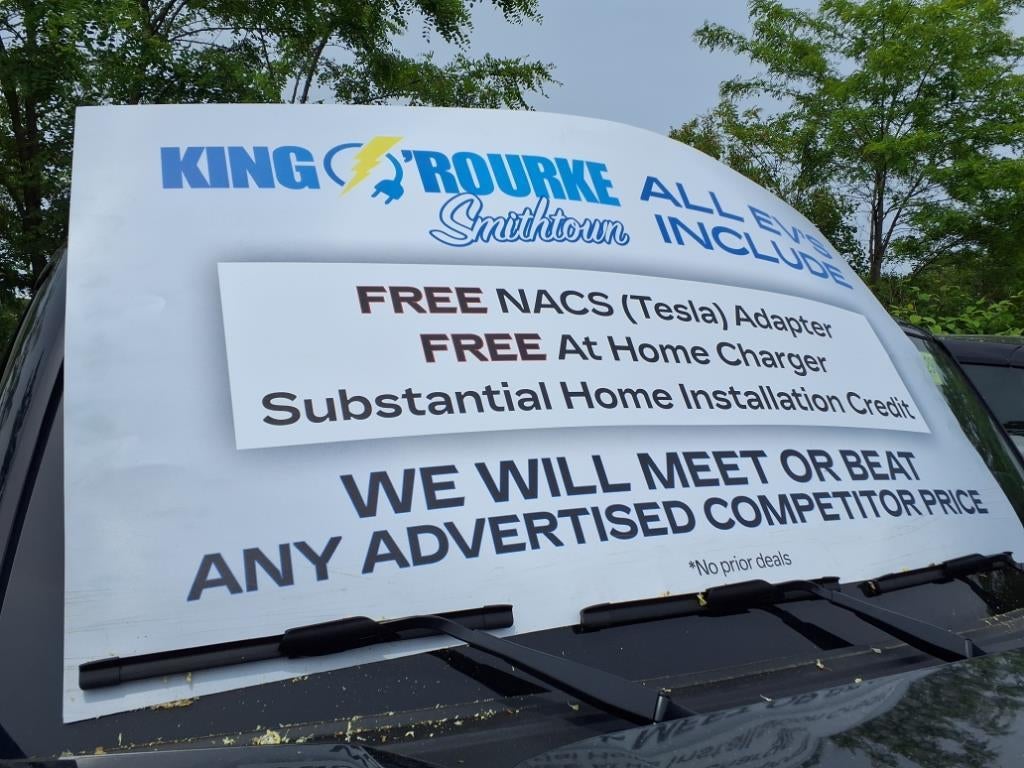 KING O'ROURKE
Smithtown
ALL EV'S
INCLUDE
FREE NACS (Tesla) Adapter
FREE At Home Charger
Substantial Home Installation Credit
WE WILL MEET OR BEAT
ANY ADVERTISED COMPETITOR PRICE
*No prior deals